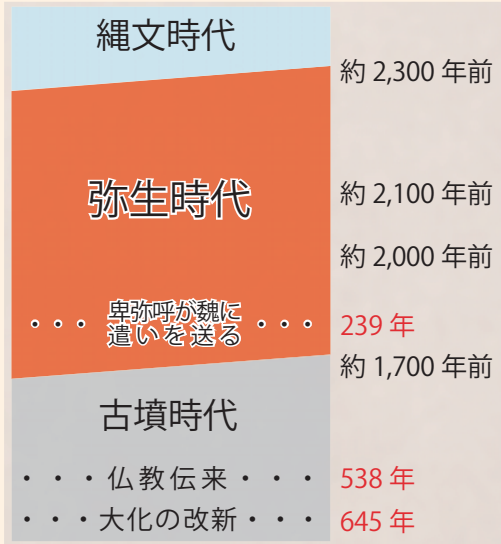 縄文時代
約 2,300 年前
弥生時代
約 2,100 年前
約 2,000 年前
・・・ 卑弥呼が魏に
遣いを送る ・・・ 239 年
約 1,700 年前
古墳時代
・・・仏教伝来・・・ 538 年
・・・大化の改新・・・ 645 年